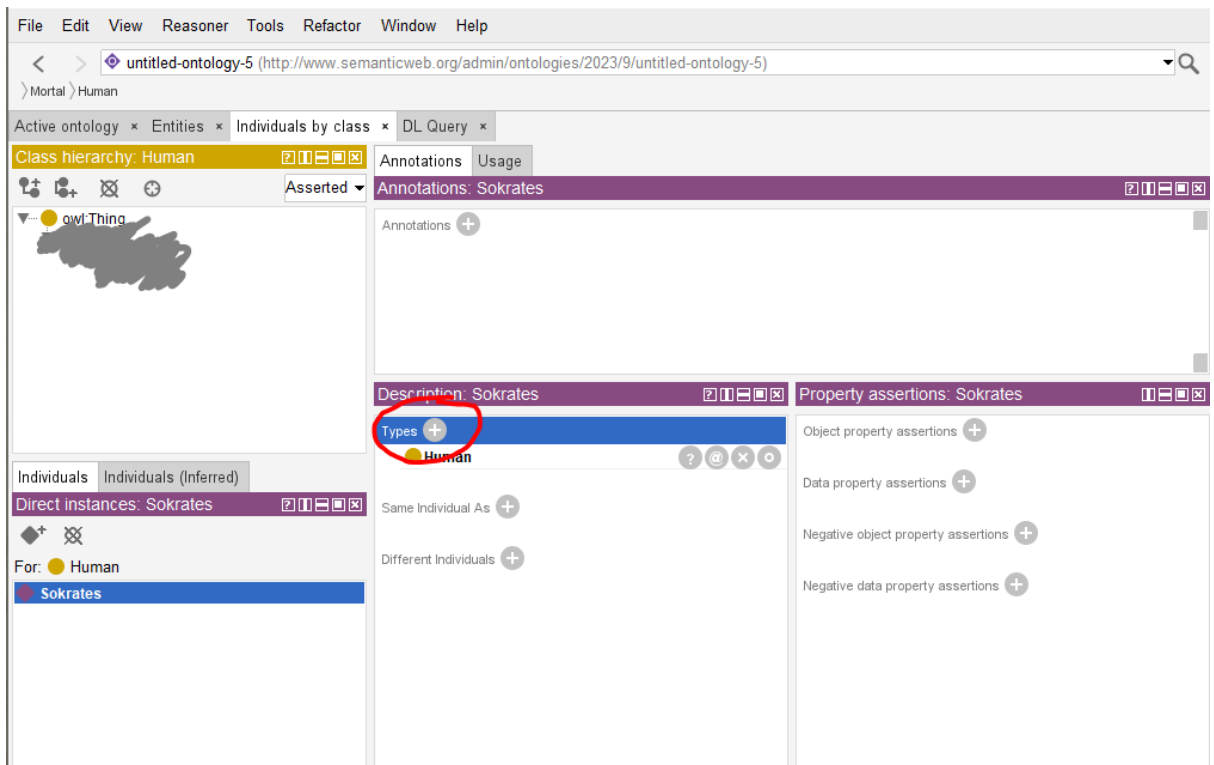 File Edit View Reasoner Tools Refactor Window Help
untitled-ontology-5 (http://www.semanticweb.org/admin/ontologies/2023/9/untitled-ontology-5)
Mortal Human
Active ontology × Entities × Individuals by class × DL Query ×
Class hierarchy: Human
Asserted
owl:Thing
Annotations Usage
Annotations: Sokrates
Annotations
Individuals Individuals (Inferred)
Direct instances: Sokrates
For: Human
Sokrates
Description: Sokrates
Types
Human
Same Individual As
Different Individuals
Property assertions: Sokrates
Object property assertions
Data property assertions
Negative object property assertions
Negative data property assertions